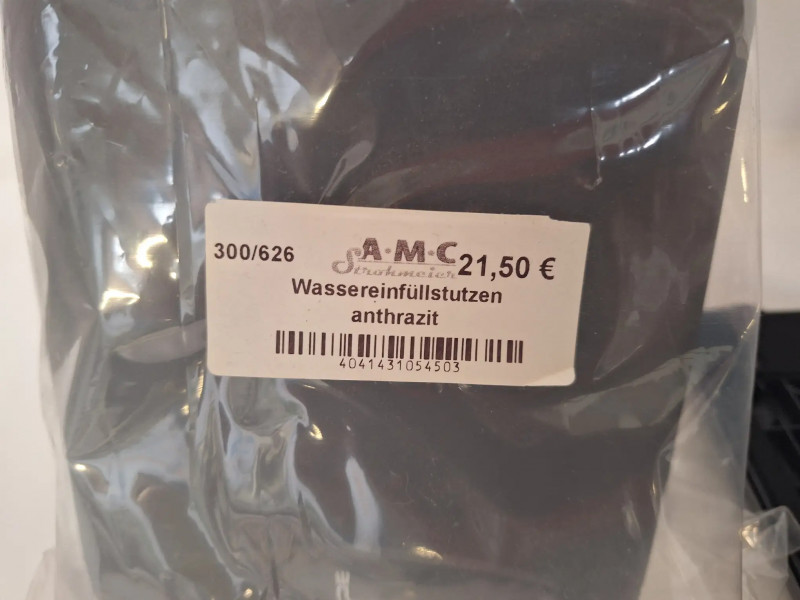 300/626 A·M·C 21,50 €
Strohmeier
Wassereinfüllstutzen
anthrazit
4041431054503